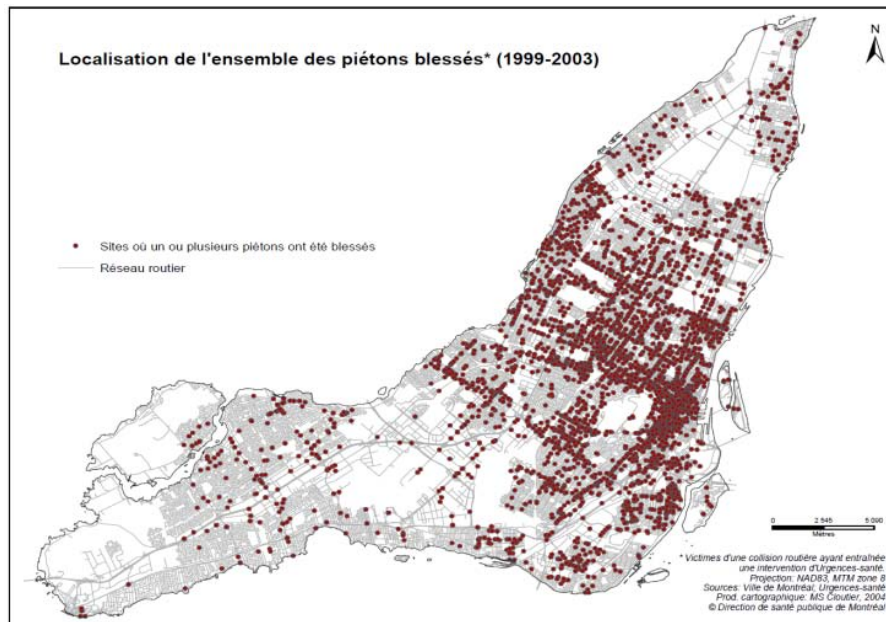 Localisation de l'ensemble des piétons blessés* (1999-2003)
N
Sites où un ou plusieurs piétons ont été blessés
Réseau routier
0 2 545 5 090
Mètres
* Victimes d'une collision routière ayant entraînée
une intervention d'Urgences-santé.
Projection: NAD83, MTM zone 8
Sources: Ville de Montréal; Urgences-santé
Prod. cartographique: MS Cloutier, 2004
© Direction de santé publique de Montréal